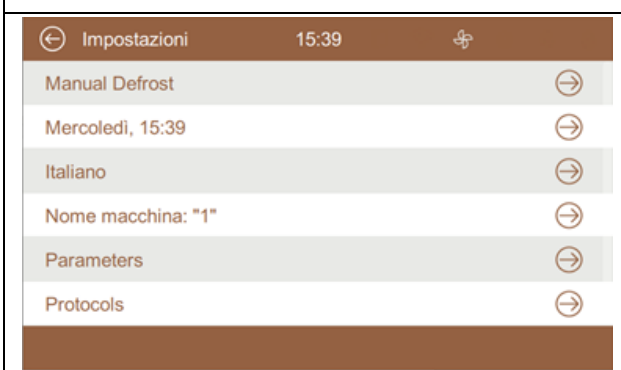 Impostazioni 15:39
Manual Defrost
Mercoledì, 15:39
Italiano
Nome macchina: "1"
Parameters
Protocols